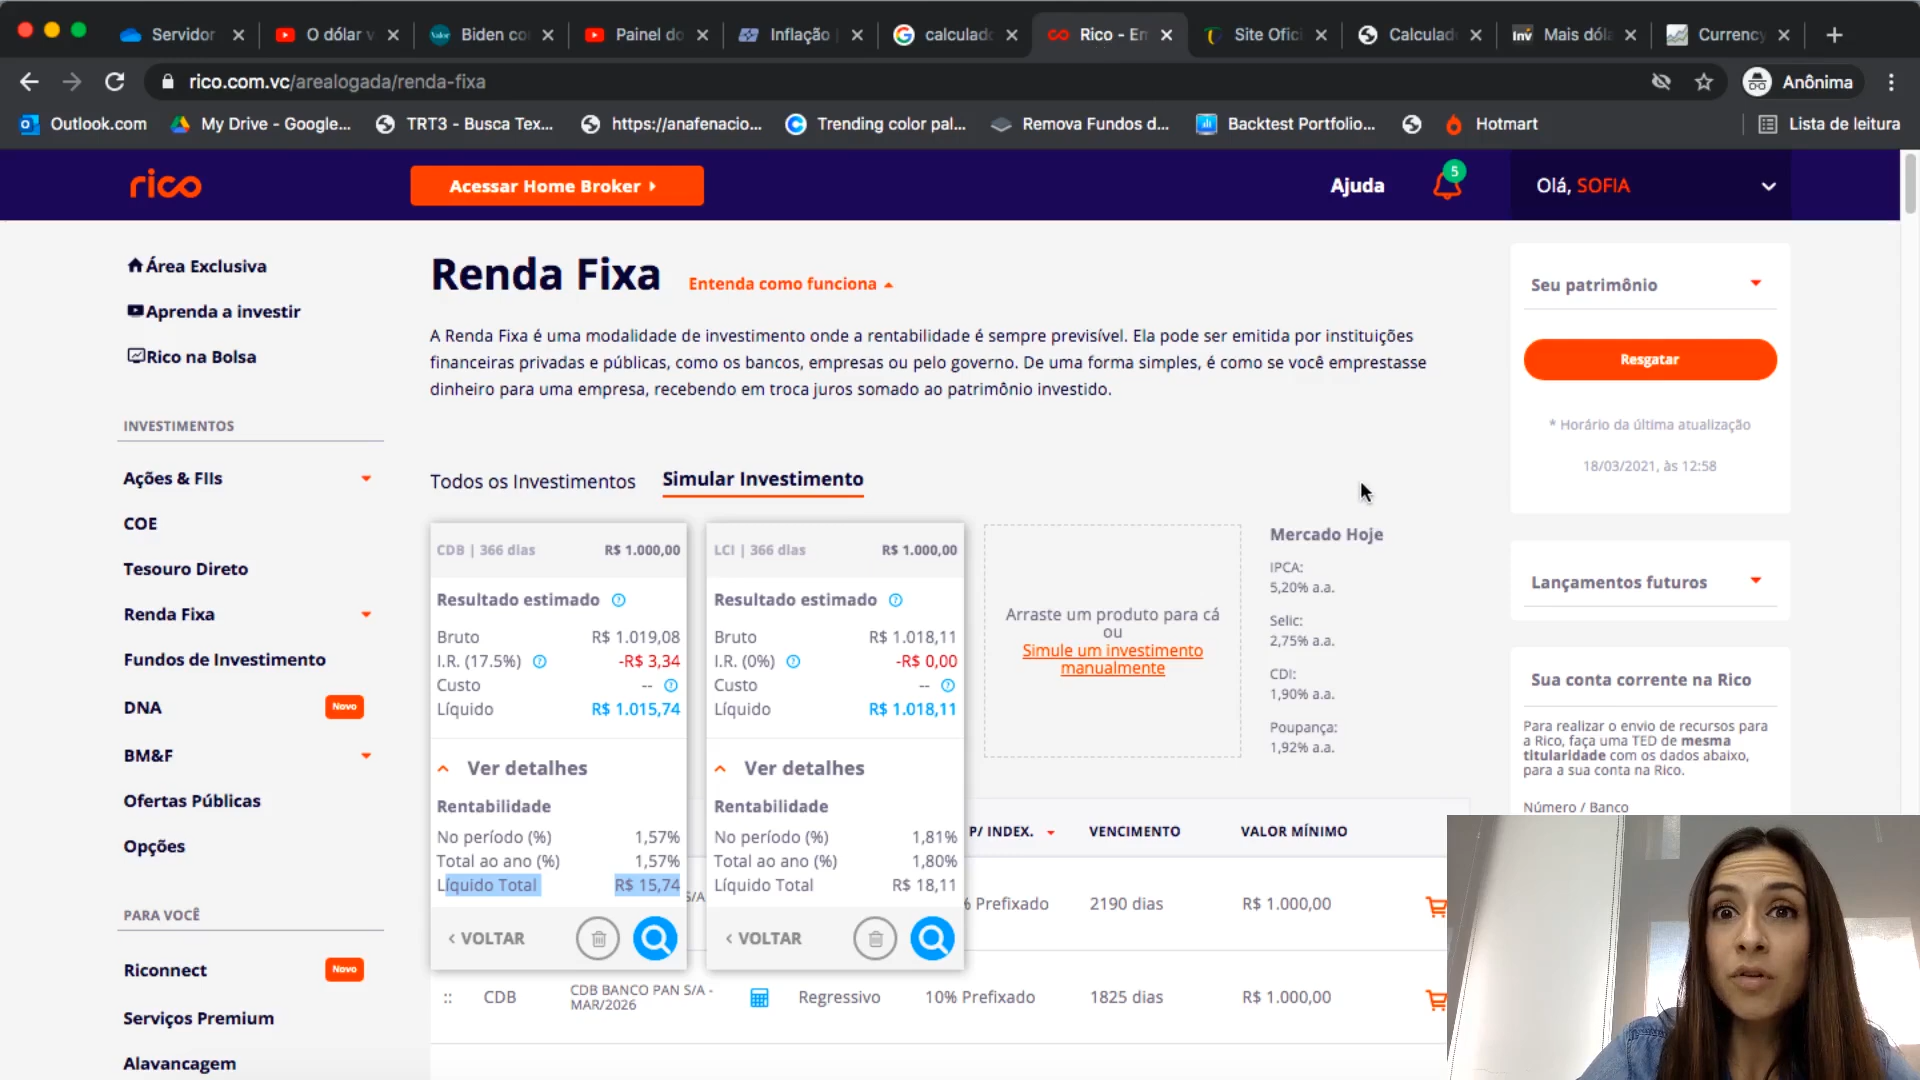 Servidor
O dólar v
Biden co
Painel do
Inflação
calculad
Rico - En
Site Ofici
Calculad
Mais dóla
Currency
rico.com.vc/arealogada/renda-fixa
Anônima
Outlook.com
My Drive - Google...
TRT3 - Busca Tex...
https://anafenacio...
Trending color pal...
Remova Fundos d...
Backtest Portfolio...
Hotmart
Lista de leitura
rico
Acessar Home Broker
Ajuda
5
Olá, SOFIA
Área Exclusiva
Aprenda a investir
Rico na Bolsa
INVESTIMENTOS
Ações & FIIs
COE
Tesouro Direto
Renda Fixa
Fundos de Investimento
DNA Novo
BM&F
Ofertas Públicas
Opções
PARA VOCÊ
Riconnect Novo
Serviços Premium
Alavancagem
Renda Fixa Entenda como funciona
A Renda Fixa é uma modalidade de investimento onde a rentabilidade é sempre previsível. Ela pode ser emitida por instituições
financeiras privadas e públicas, como os bancos, empresas ou pelo governo. De uma forma simples, é como se você emprestasse
dinheiro para uma empresa, recebendo em troca juros somado ao patrimônio investido.
Todos os Investimentos Simular Investimento
CDB | 366 dias R$ 1.000,00
Resultado estimado
Bruto R$ 1.019,08
I.R. (17.5%) -R$ 3,34
Custo --
Líquido R$ 1.015,74
Ver detalhes
Rentabilidade
No período (%) 1,57%
Total ao ano (%) 1,57%
Líquido Total R$ 15,74
< VOLTAR
LCI | 366 dias R$ 1.000,00
Resultado estimado
Bruto R$ 1.018,11
I.R. (0%) -R$ 0,00
Custo --
Líquido R$ 1.018,11
Ver detalhes
Rentabilidade
No período (%) 1,81%
Total ao ano (%) 1,80%
Líquido Total R$ 18,11
< VOLTAR
Arraste um produto para cá
ou
Simule um investimento
manualmente
Mercado Hoje
IPCA:
5,20% a.a.
Selic:
2,75% a.a.
CDI:
1,90% a.a.
Poupança:
1,92% a.a.
P/ INDEX. VENCIMENTO VALOR MÍNIMO
S/A % Prefixado 2190 dias R$ 1.000,00
CDB CDB BANCO PAN S/A - Regressivo 10% Prefixado 1825 dias R$ 1.000,00
MAR/2026
Seu patrimônio
Resgatar
* Horário da última atualização
18/03/2021, às 12:58
Lançamentos futuros
Sua conta corrente na Rico
Para realizar o envio de recursos para
a Rico, faça uma TED de mesma
titularidade com os dados abaixo,
para a sua conta na Rico.
Número / Banco